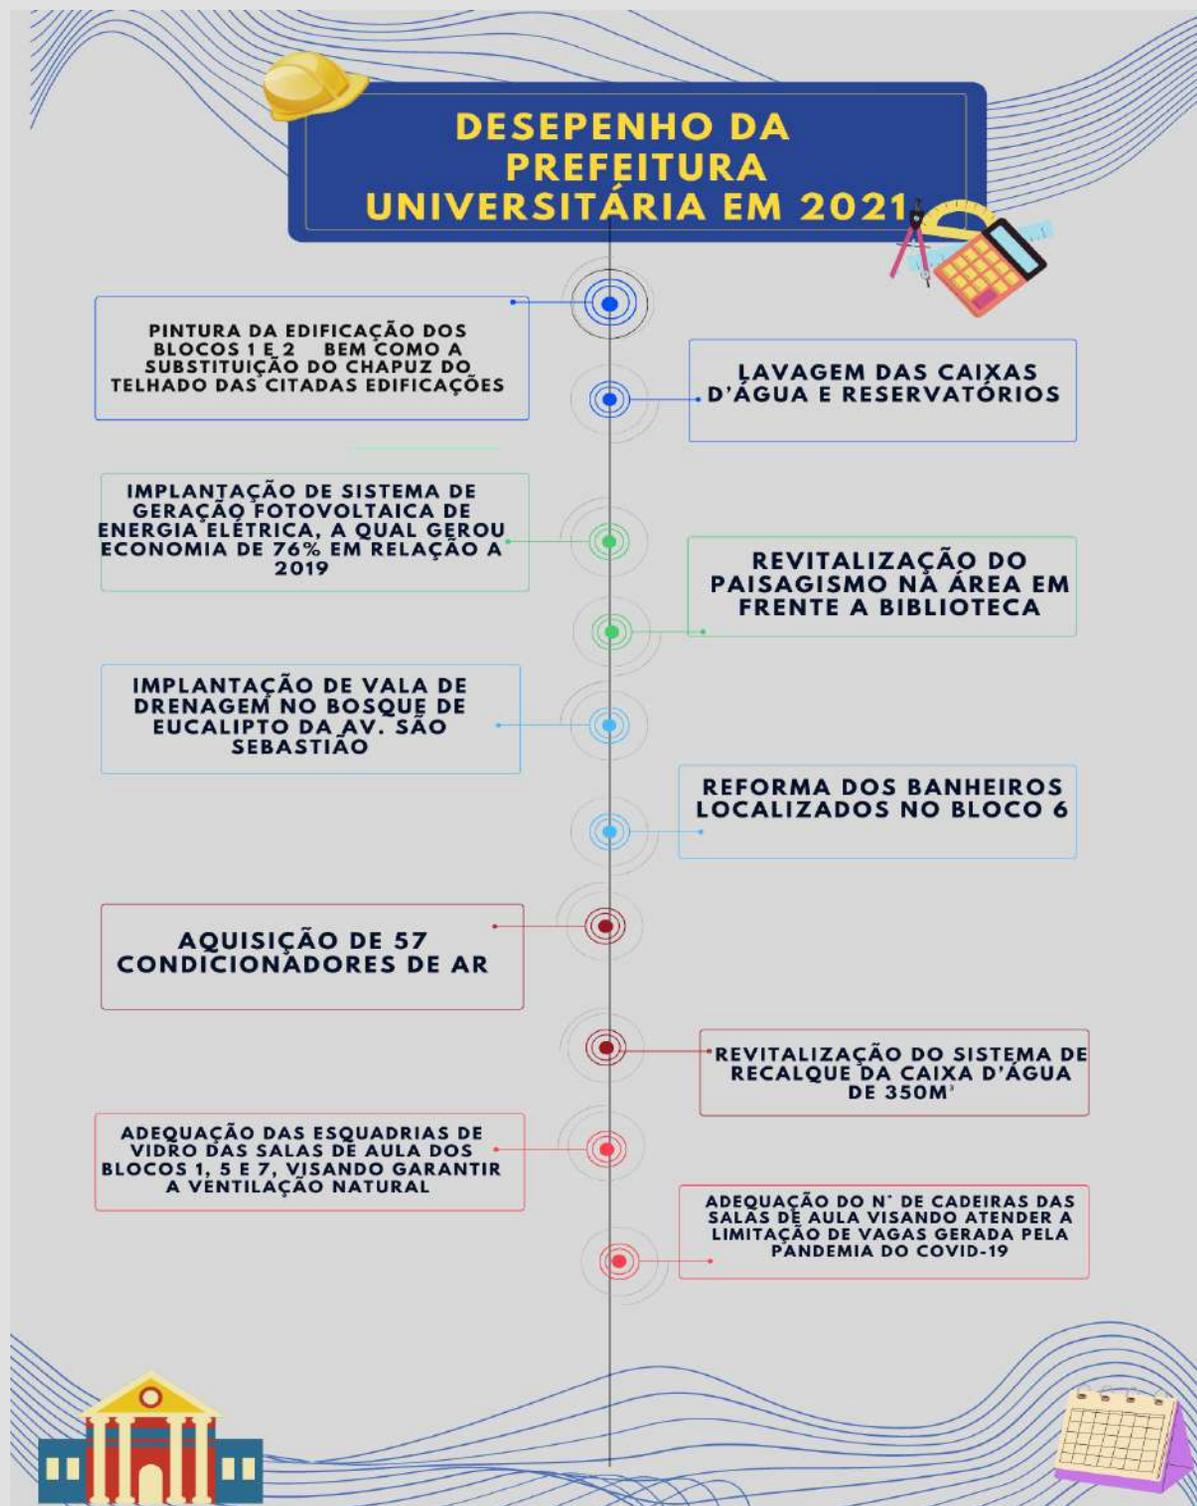 DESEPENHO DA
PREFEITURA
UNIVERSITÁRIA EM 2021
PINTURA DA EDIFICAÇÃO DOS
BLOCOS 1 E 2 BEM COMO A
SUBSTITUIÇÃO DO CHAPUZ DO
TELHADO DAS CITADAS EDIFICAÇÕES
LAVAGEM DAS CAIXAS
D'ÁGUA E RESERVATÓRIOS
IMPLANTAÇÃO DE SISTEMA DE
GERAÇÃO FOTOVOLTAICA DE
ENERGIA ELÉTRICA, A QUAL GEROU
ECONOMIA DE 76% EM RELAÇÃO A
2019
REVITALIZAÇÃO DO
PAISAGISMO NA ÁREA EM
FRENTE A BIBLIOTECA
IMPLANTAÇÃO DE VALA DE
DRENAGEM NO BOSQUE DE
EUCALIPTO DA AV. SÃO
SEBASTIÃO
REFORMA DOS BANHEIROS
LOCALIZADOS NO BLOCO 6
AQUISIÇÃO DE 57
CONDICIONADORES DE AR
REVITALIZAÇÃO DO SISTEMA DE
RECALQUE DA CAIXA D'ÁGUA
DE 350M³
ADEQUAÇÃO DAS ESQUADRIAS DE
VIDRO DAS SALAS DE AULA DOS
BLOCOS 1, 5 E 7, VISANDO GARANTIR
A VENTILAÇÃO NATURAL
ADEQUAÇÃO DO N° DE CADEIRAS DAS
SALAS DE AULA VISANDO ATENDER A
LIMITAÇÃO DE VAGAS GERADA PELA
PANDEMIA DO COVID-19